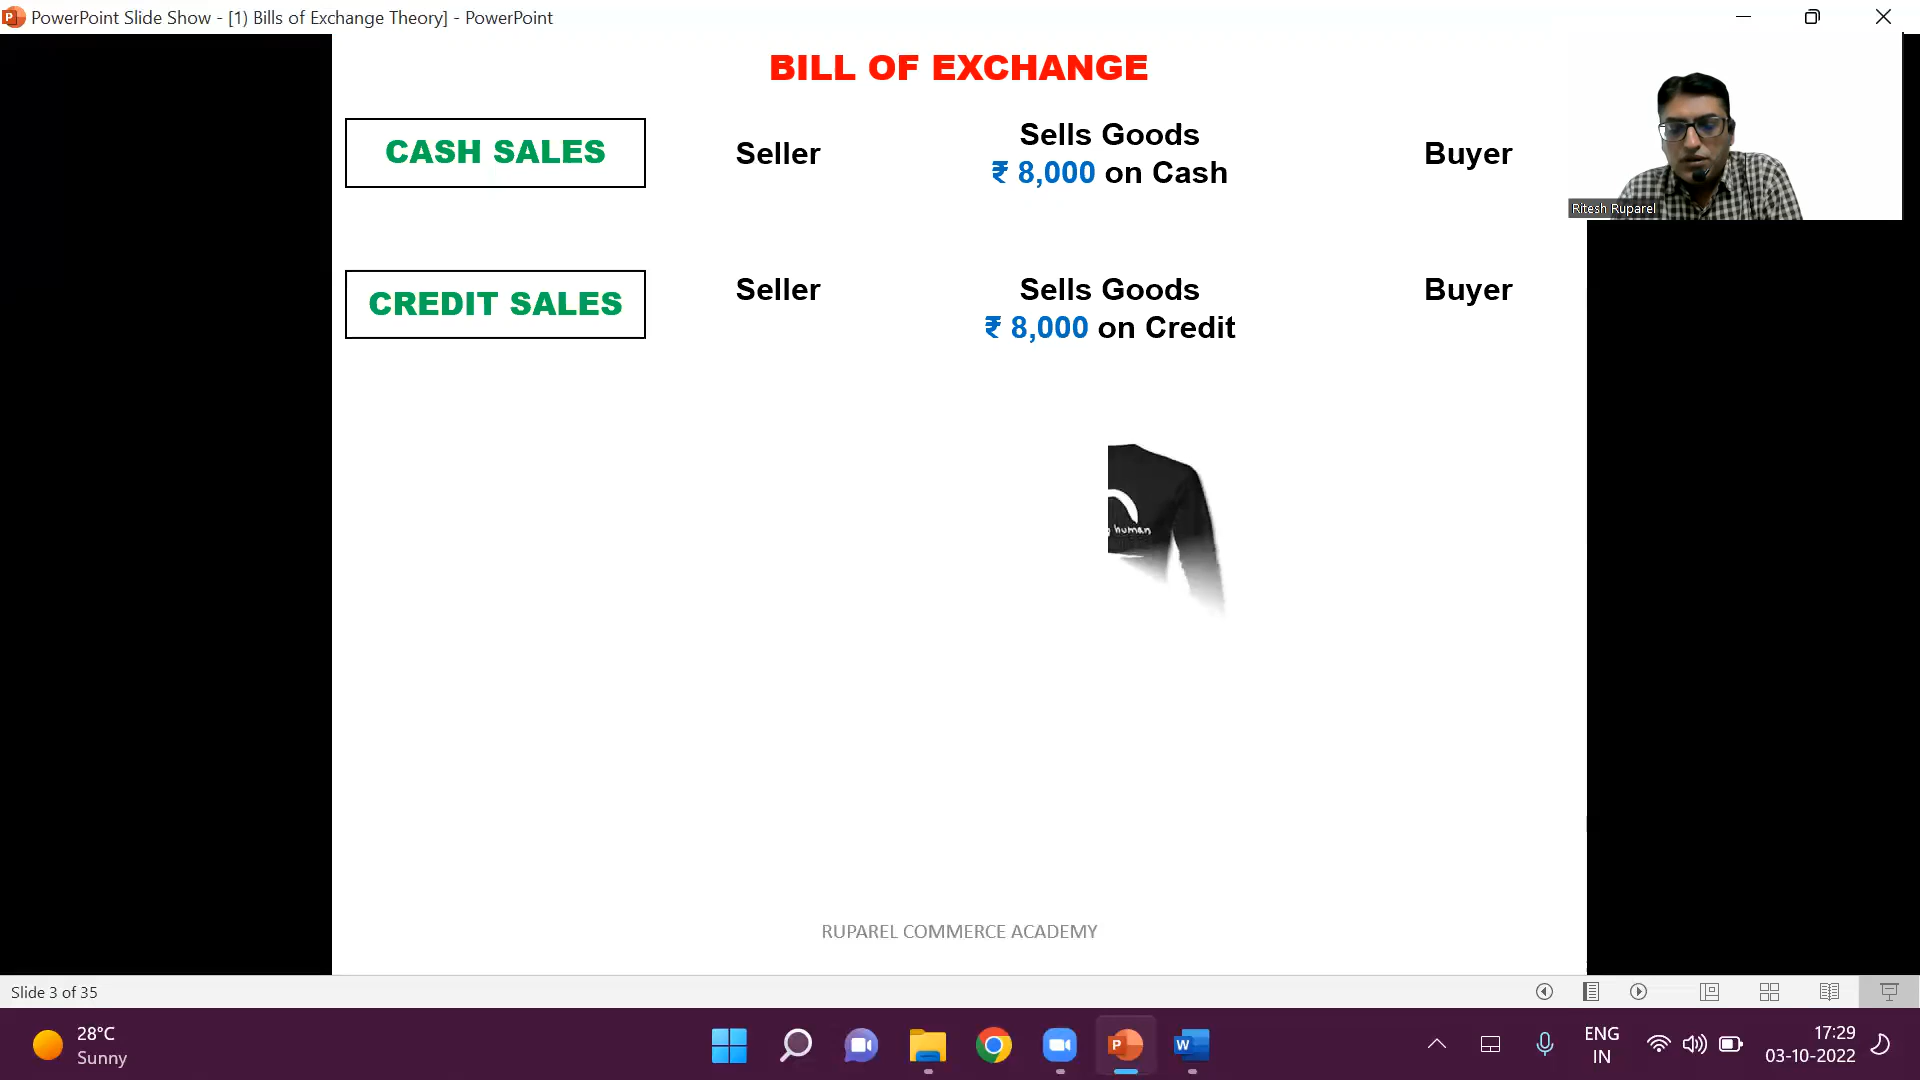 PowerPoint Slide Show - [1) Bills of Exchange Theory] - PowerPoint
BILL OF EXCHANGE
CASH SALES
Seller
Sells Goods
₹ 8,000 on Cash
Buyer
Ritesh Ruparel
CREDIT SALES
Seller
Sells Goods
₹ 8,000 on Credit
Buyer
human
RUPAREL COMMERCE ACADEMY
Slide 3 of 35
28°C
Sunny
ENG
IN
17:29
03-10-2022